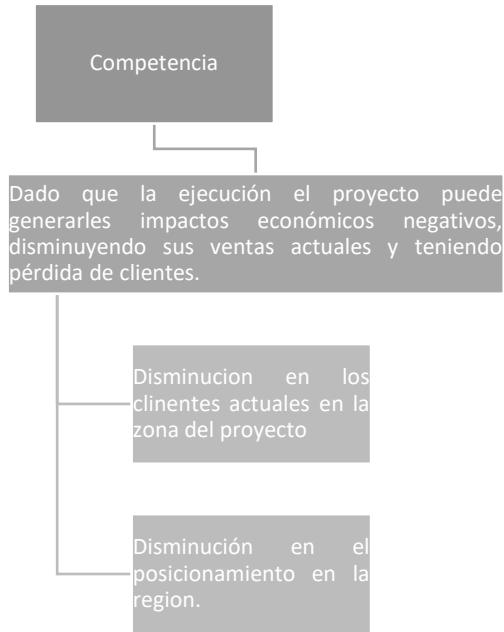 Competencia
Dado que la ejecución el proyecto puede
generarles impactos económicos negativos,
disminuyendo sus ventas actuales y teniendo
pérdida de clientes.
Disminucion en los
clinentes actuales en la
zona del proyecto
Disminución en el
posicionamiento en la
region.